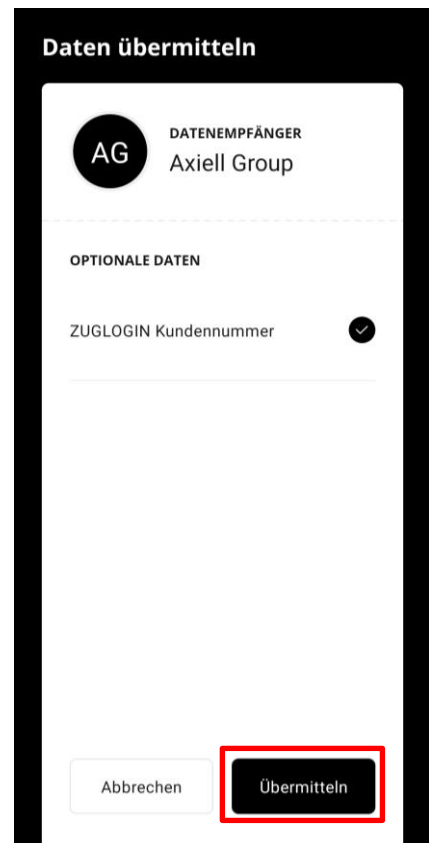 Daten übermitteln
AG
DATENEMPFÄNGER
Axiell Group
OPTIONALE DATEN
ZUGLOGIN Kundennummer
Abbrechen
Übermitteln